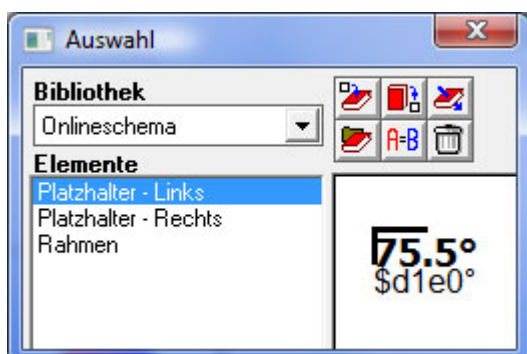 Auswahl
Bibliothek
Onlineschema
A=B
Elemente
Platzhalter - Links
Platzhalter - Rechts
Rahmen
75.5°
$d1e0°